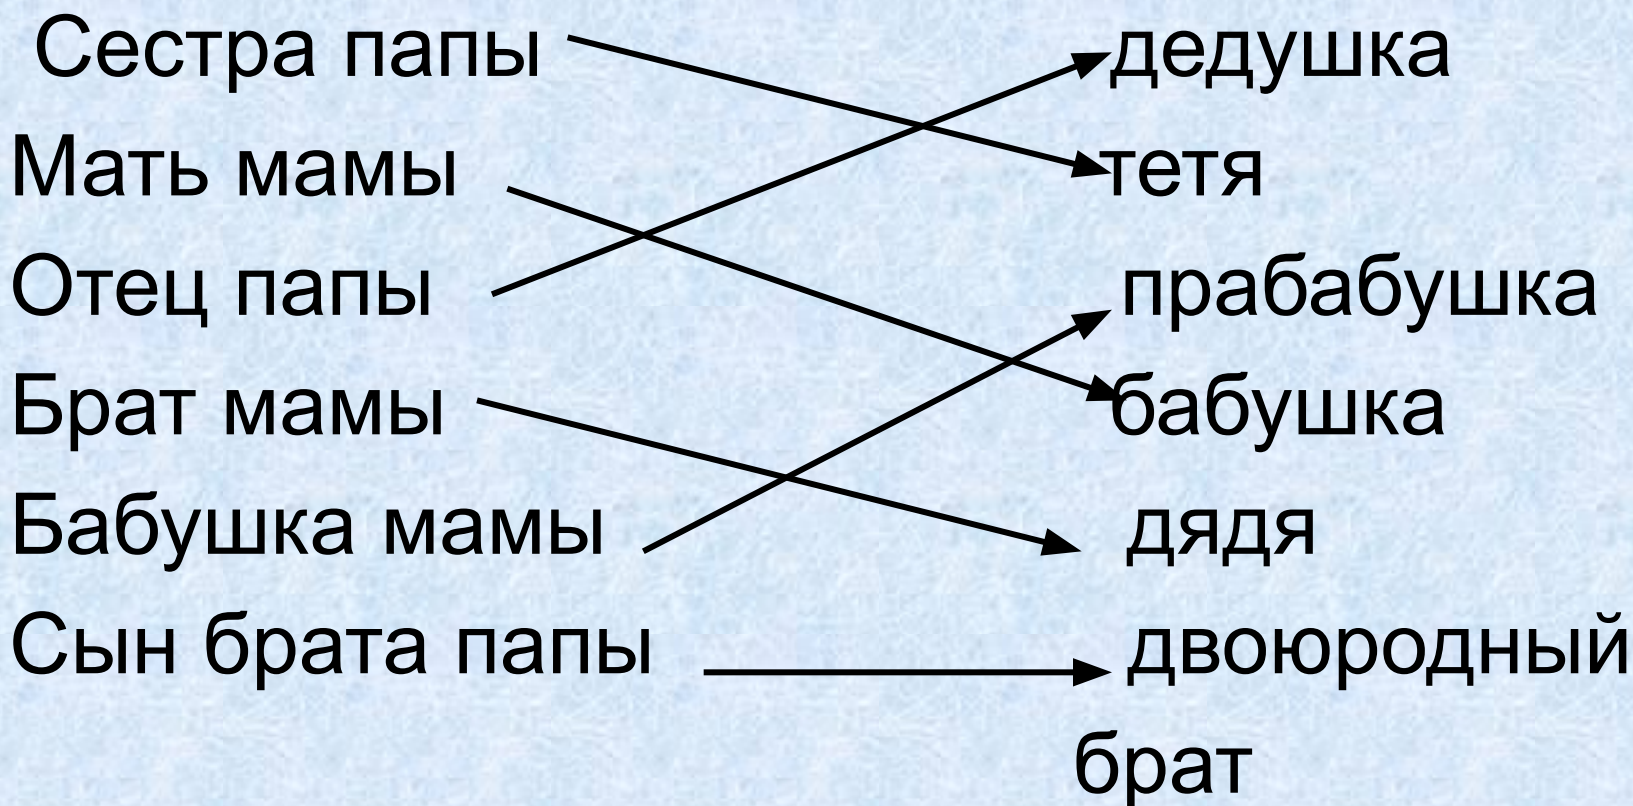 Сестра папы дедушка
Мать мамы тетя
Отец папы прабабушка
Брат мамы бабушка
Бабушка мамы дядя
Сын брата папы двоюродный
брат